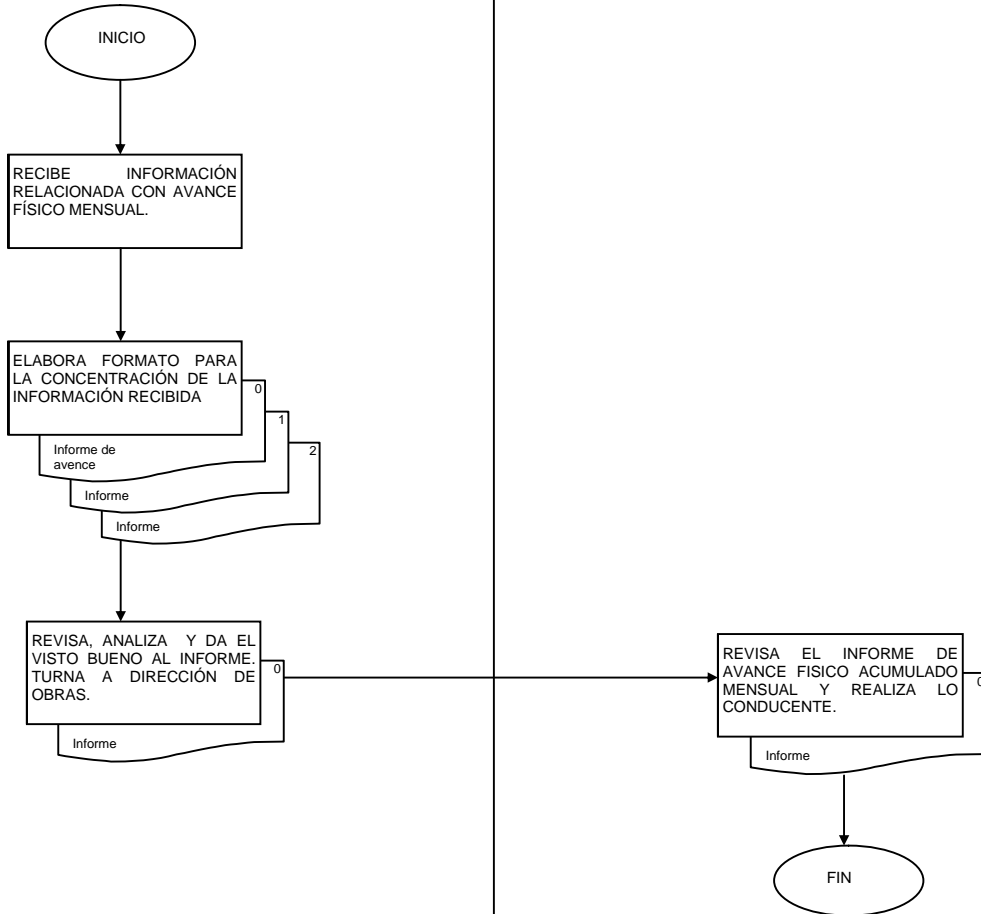 INICIO
RECIBE INFORMACIÓN
RELACIONADA CON AVANCE
FÍSICO MENSUAL.
ELABORA FORMATO PARA
LA CONCENTRACIÓN DE LA
INFORMACIÓN RECIBIDA
0
Informe de
avence
1
Informe
2
Informe
REVISA, ANALIZA Y DA EL
VISTO BUENO AL INFORME.
TURNA A DIRECCIÓN DE
OBRAS.
0
Informe
REVISA EL INFORME DE
AVANCE FISICO ACUMULADO
MENSUAL Y REALIZA LO
CONDUCENTE.
0
Informe
FIN